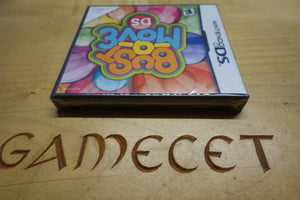 NINTENDO DS
BUST
A
MOVE
DS
GAMECET